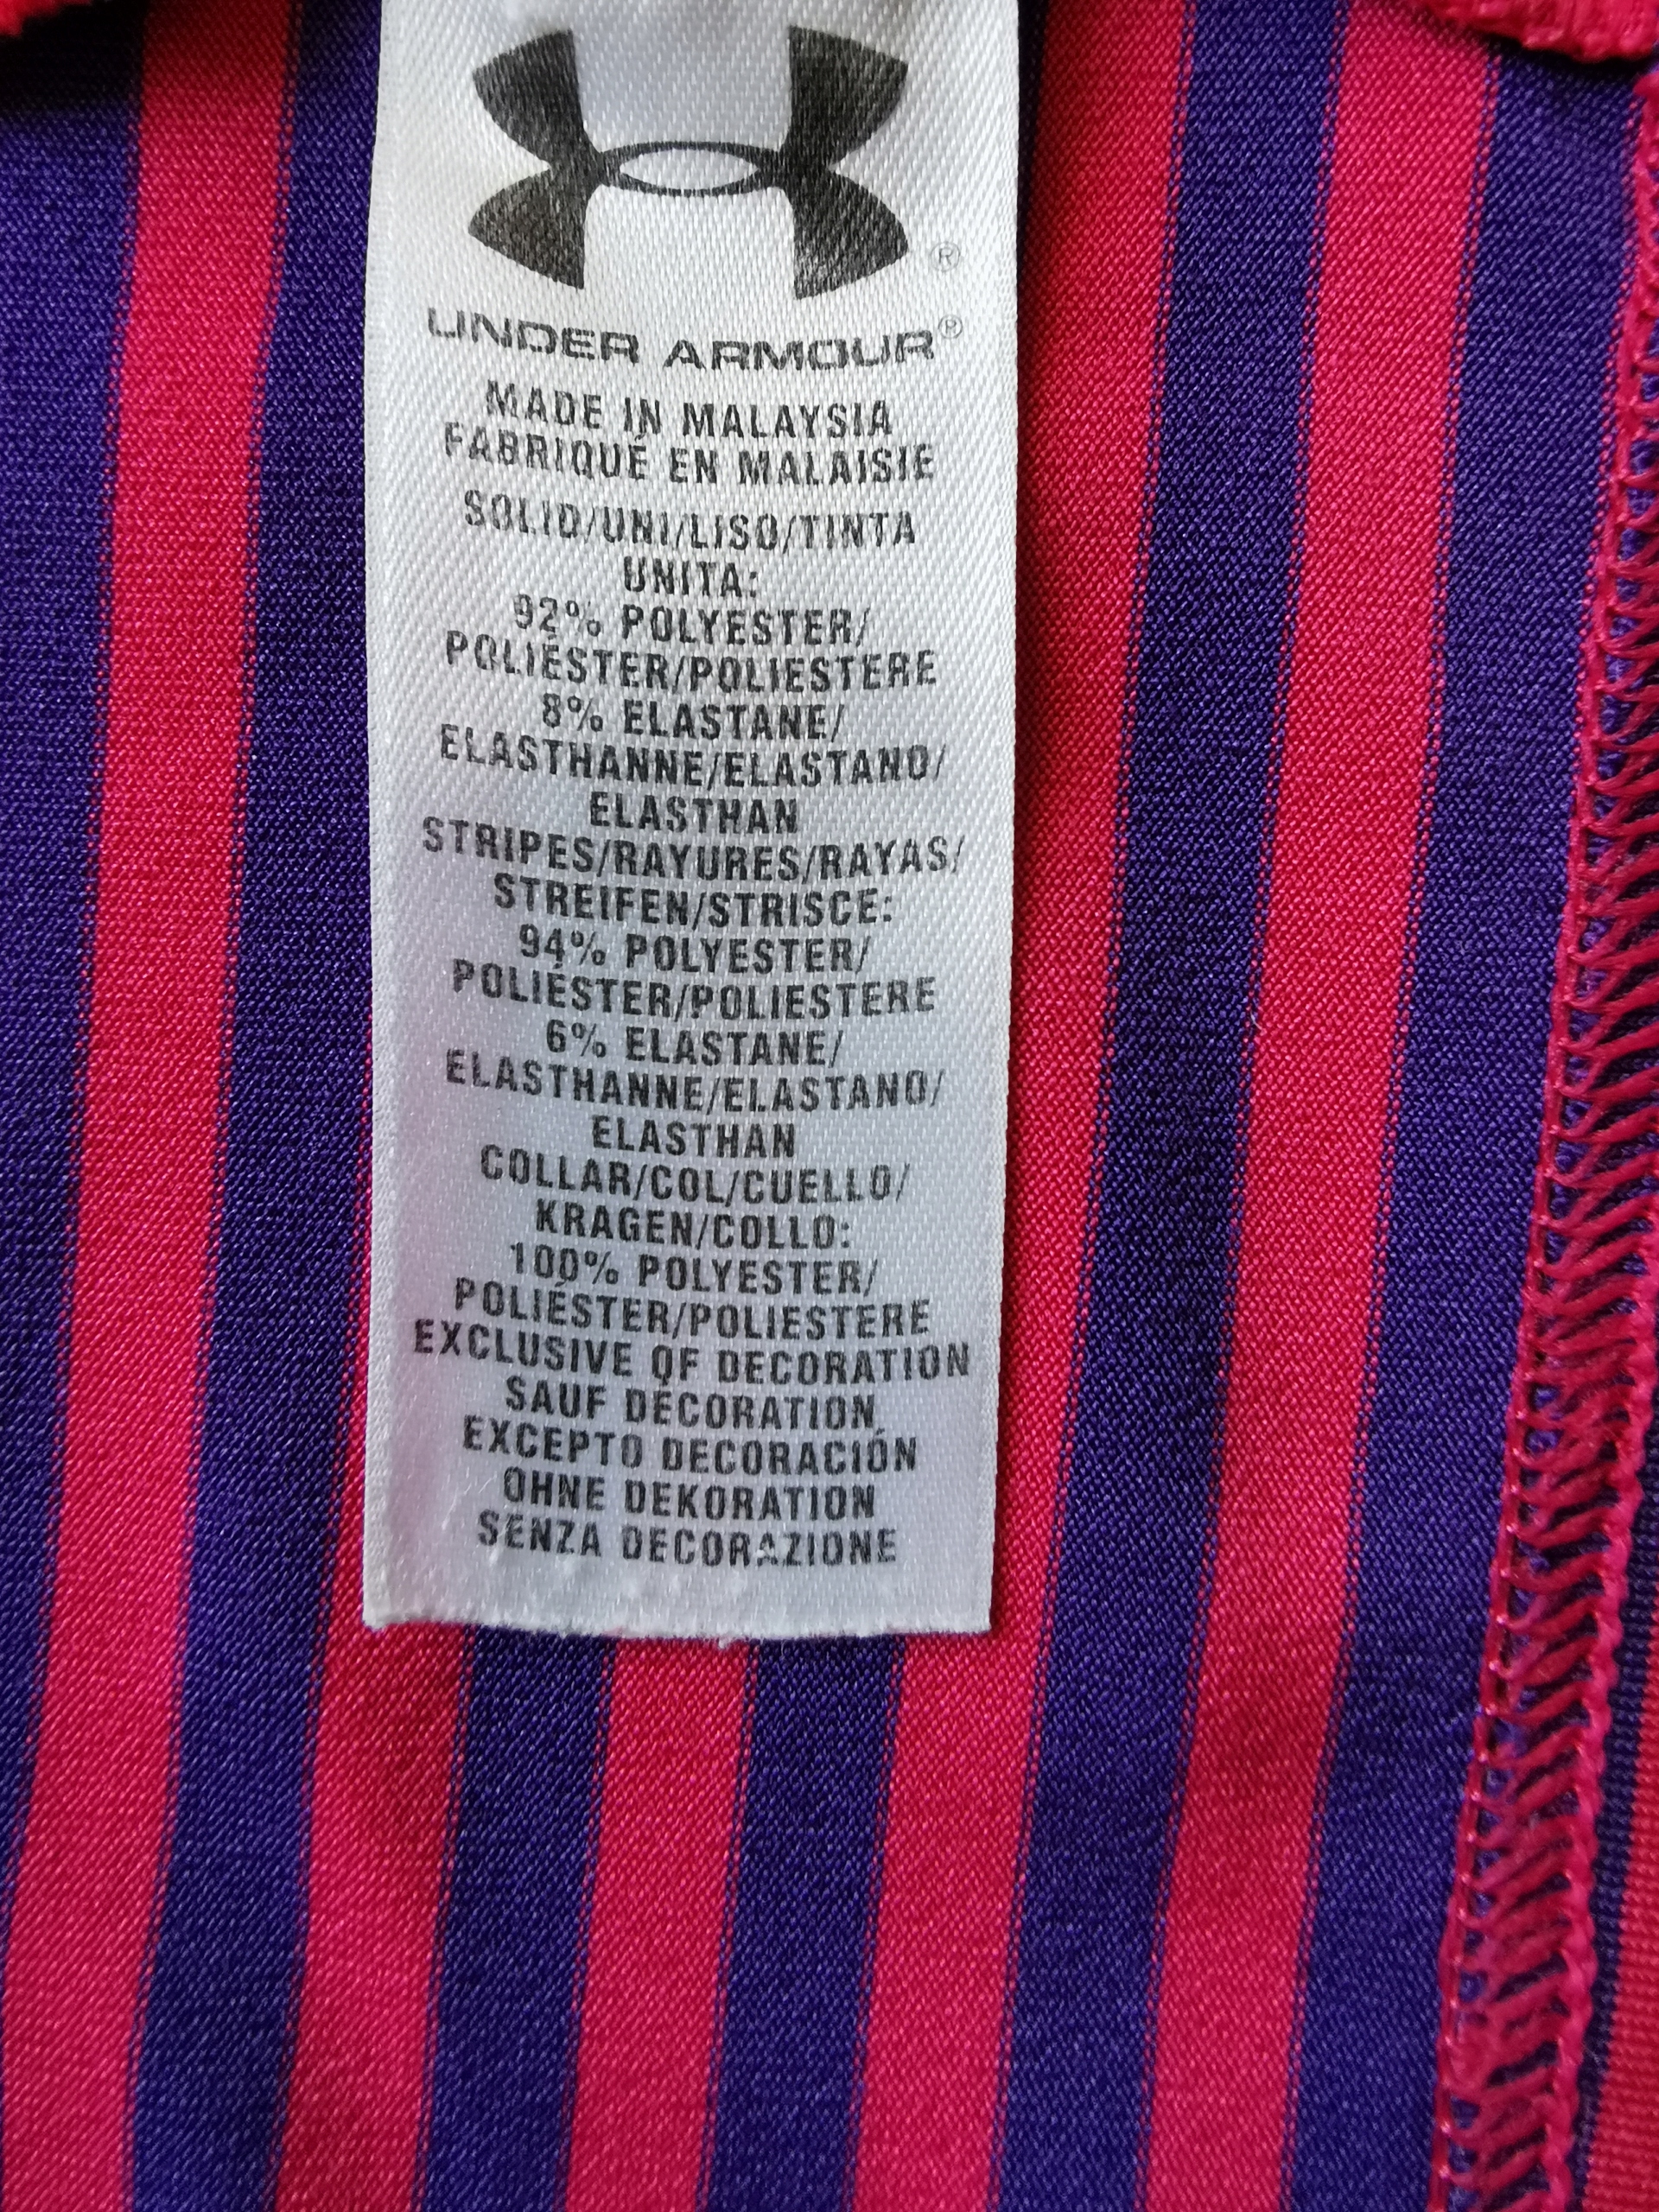 ®
UNDER ARMOUR®
MADE IN MALAYSIA
FABRIQUÉ EN MALAISIE
SOLID/UNI/LISO/TINTA
UNITA:
92% POLYESTER/
POLIÉSTER/POLIESTERE
8% ELASTANE/
ELASTHANNE/ELASTANO/
ELASTHAN
STRIPES/RAYURES/RAYAS/
STREIFEN/STRISCE:
94% POLYESTER/
POLIÉSTER/POLIESTERE
6% ELASTANE/
ELASTHANNE/ELASTANO/
ELASTHAN
COLLAR/COL/CUELLO/
KRAGEN/COLLO:
100% POLYESTER/
POLIÉSTER/POLIESTERE
EXCLUSIVE OF DECORATION
SAUF DÉCORATION
EXCEPTO DECORACIÓN
OHNE DEKORATION
SENZA DECORAZIONE